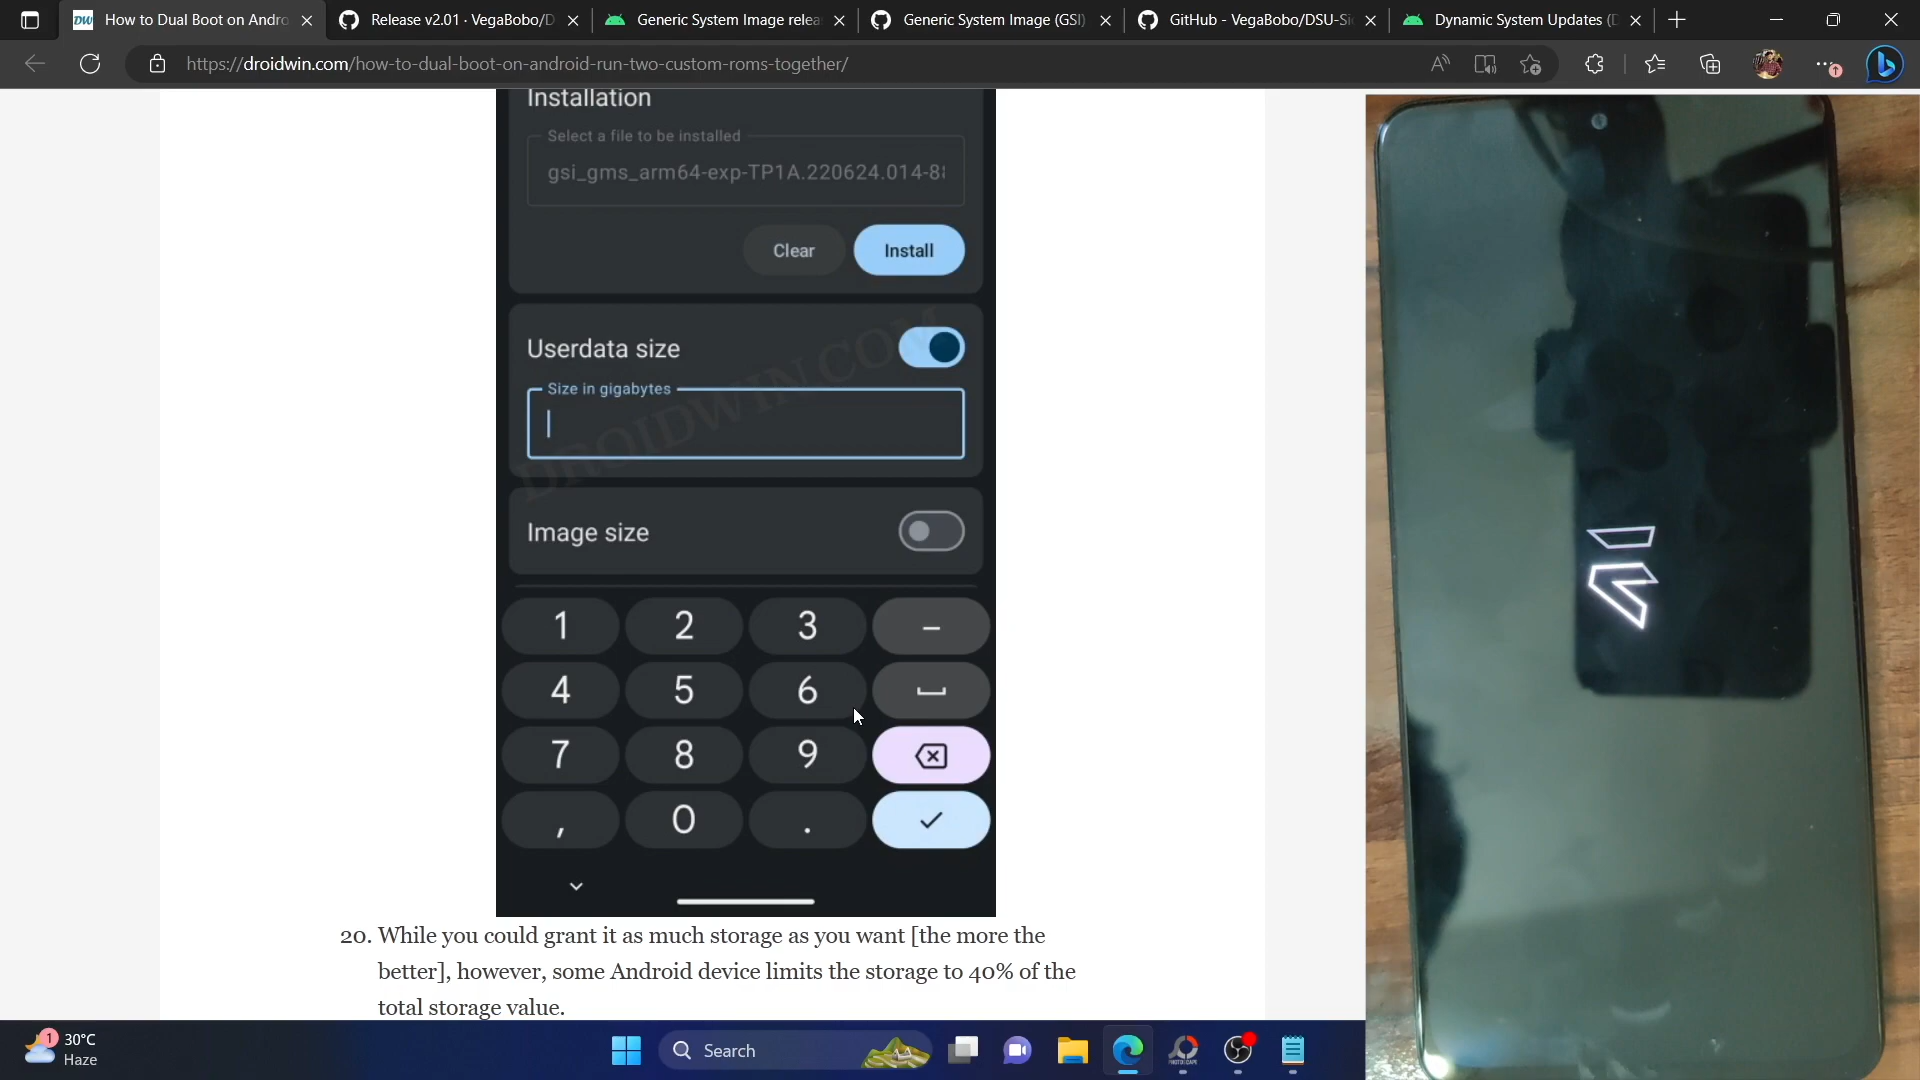 How to Dual Boot on Andro
Release v2.01 · VegaBobo/D
Generic System Image relea
Generic System Image (GSI)
GitHub - VegaBobo/DSU-Si
Dynamic System Updates (D
https://droidwin.com/how-to-dual-boot-on-android-run-two-custom-roms-together/
Installation
Select a file to be installed
gsi_gms_arm64-exp-TP1A.220624.014-88
Clear
Install
Userdata size
Size in gigabytes
DROIDWIN.COM
Image size
1 2 3 –
4 5 6
7 8 9
, 0 .
20. While you could grant it as much storage as you want [the more the
better], however, some Android device limits the storage to 40% of the
total storage value.
1
30°C
Haze
Search